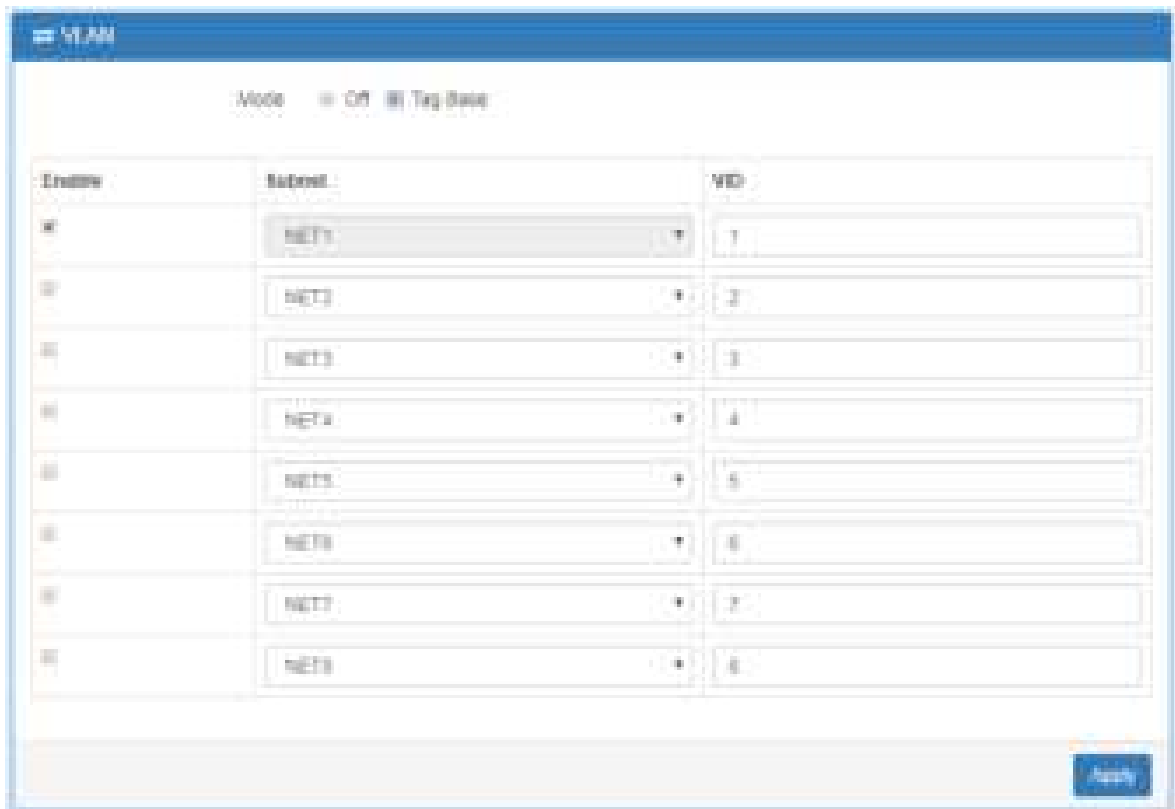 VLAN
Mode Off Tag Base
Enable Subnet VID
NET1 1
NET2 2
NET3 3
NET4 4
NET5 5
NET6 6
NET7 7
NET8
Apply